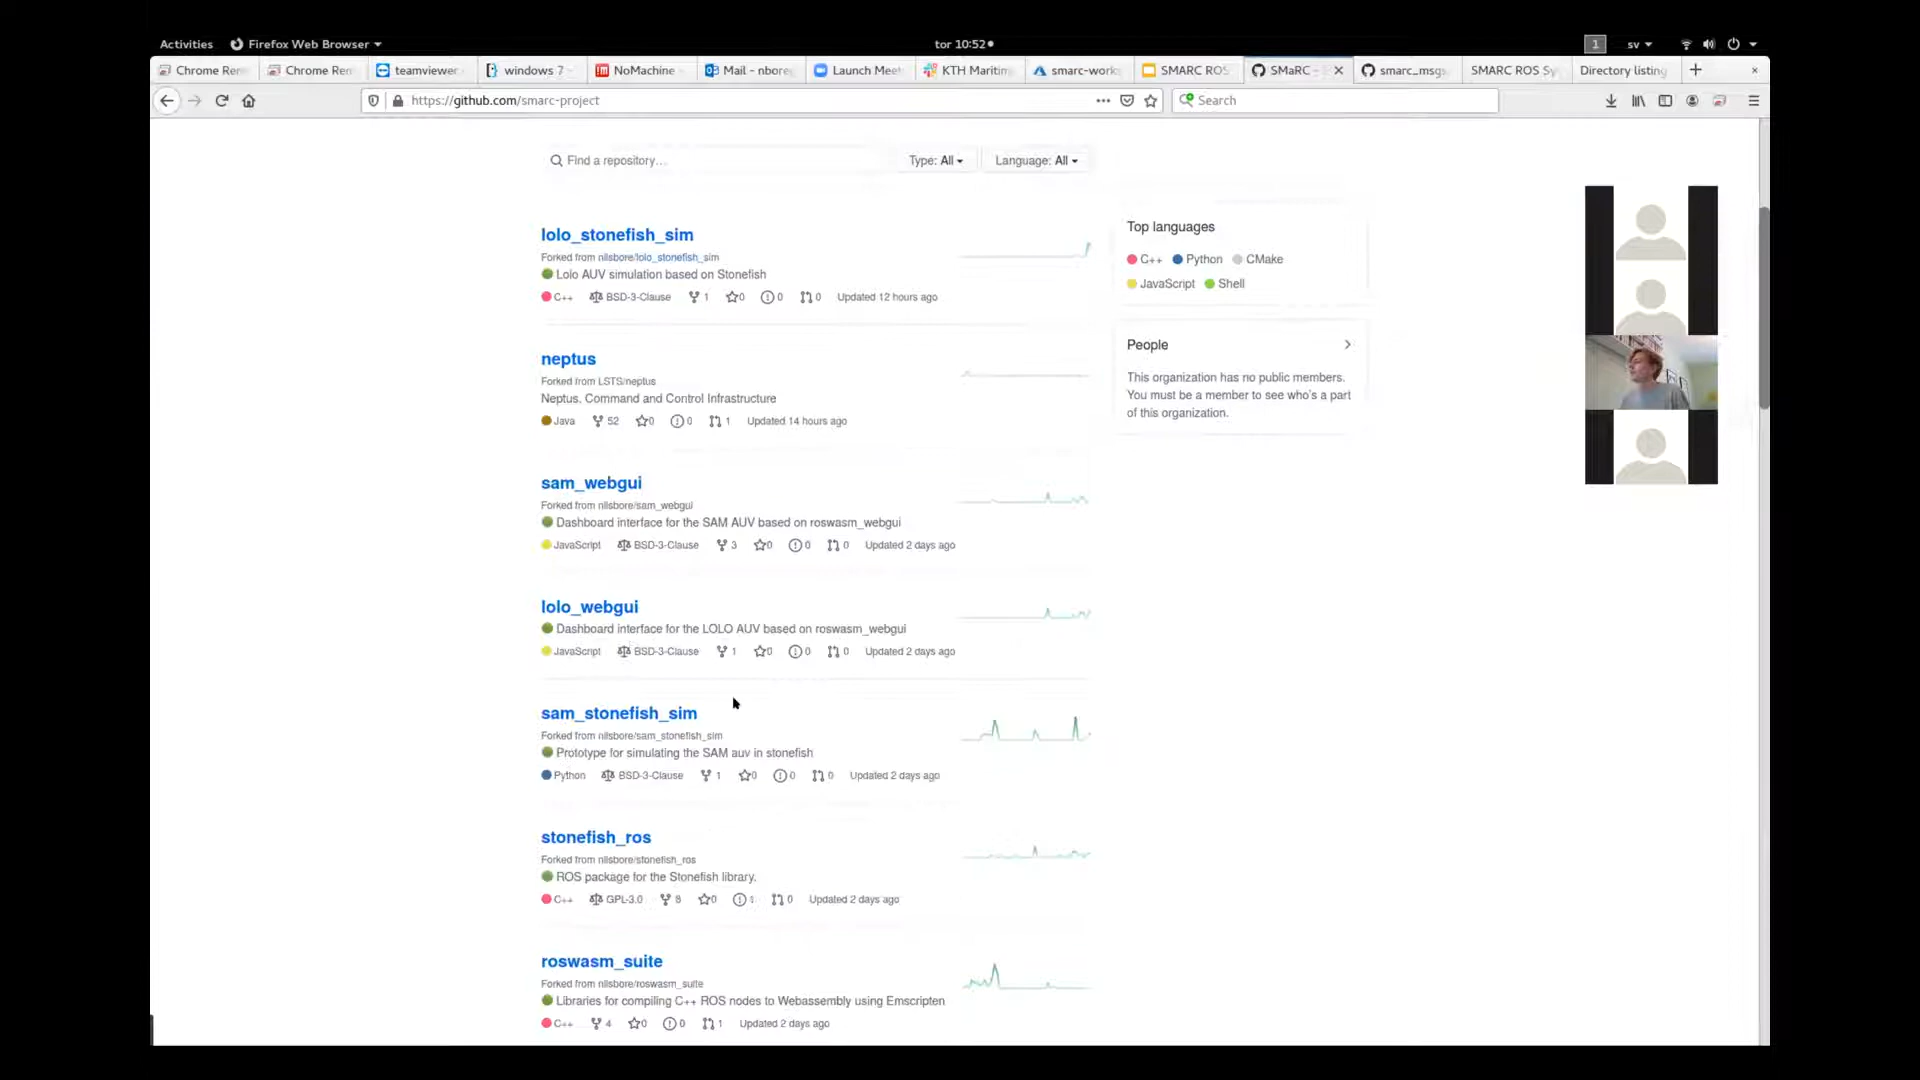 Activities Firefox Web Browser tor 10:52 1 sv
Chrome Rem Chrome Rem teamviewer windows 7 NoMachine Mail - nbore Launch Meet KTH Maritim smarc-works SMARC ROS SMaRC - smarc_msgs SMARC ROS Sy Directory listing
https://github.com/smarc-project Search
Find a repository… Type: All Language: All
lolo_stonefish_sim
Forked from nilsbore/lolo_stonefish_sim
Lolo AUV simulation based on Stonefish
C++ BSD-3-Clause 1 0 0 0 Updated 12 hours ago
neptus
Forked from LSTS/neptus
Neptus, Command and Control Infrastructure
Java 52 0 0 1 Updated 14 hours ago
sam_webgui
Forked from nilsbore/sam_webgui
Dashboard interface for the SAM AUV based on roswasm_webgui
JavaScript BSD-3-Clause 3 0 0 0 Updated 2 days ago
lolo_webgui
Dashboard interface for the LOLO AUV based on roswasm_webgui
JavaScript BSD-3-Clause 1 0 0 0 Updated 2 days ago
sam_stonefish_sim
Forked from nilsbore/sam_stonefish_sim
Prototype for simulating the SAM auv in stonefish
Python BSD-3-Clause 1 0 0 0 Updated 2 days ago
stonefish_ros
Forked from nilsbore/stonefish_ros
ROS package for the Stonefish library.
C++ GPL-3.0 8 0 1 0 Updated 2 days ago
roswasm_suite
Forked from nilsbore/roswasm_suite
Libraries for compiling C++ ROS nodes to Webassembly using Emscripten
C++ 4 0 0 1 Updated 2 days ago
Top languages
C++ Python CMake
JavaScript Shell
People
This organization has no public members.
You must be a member to see who's a part
of this organization.